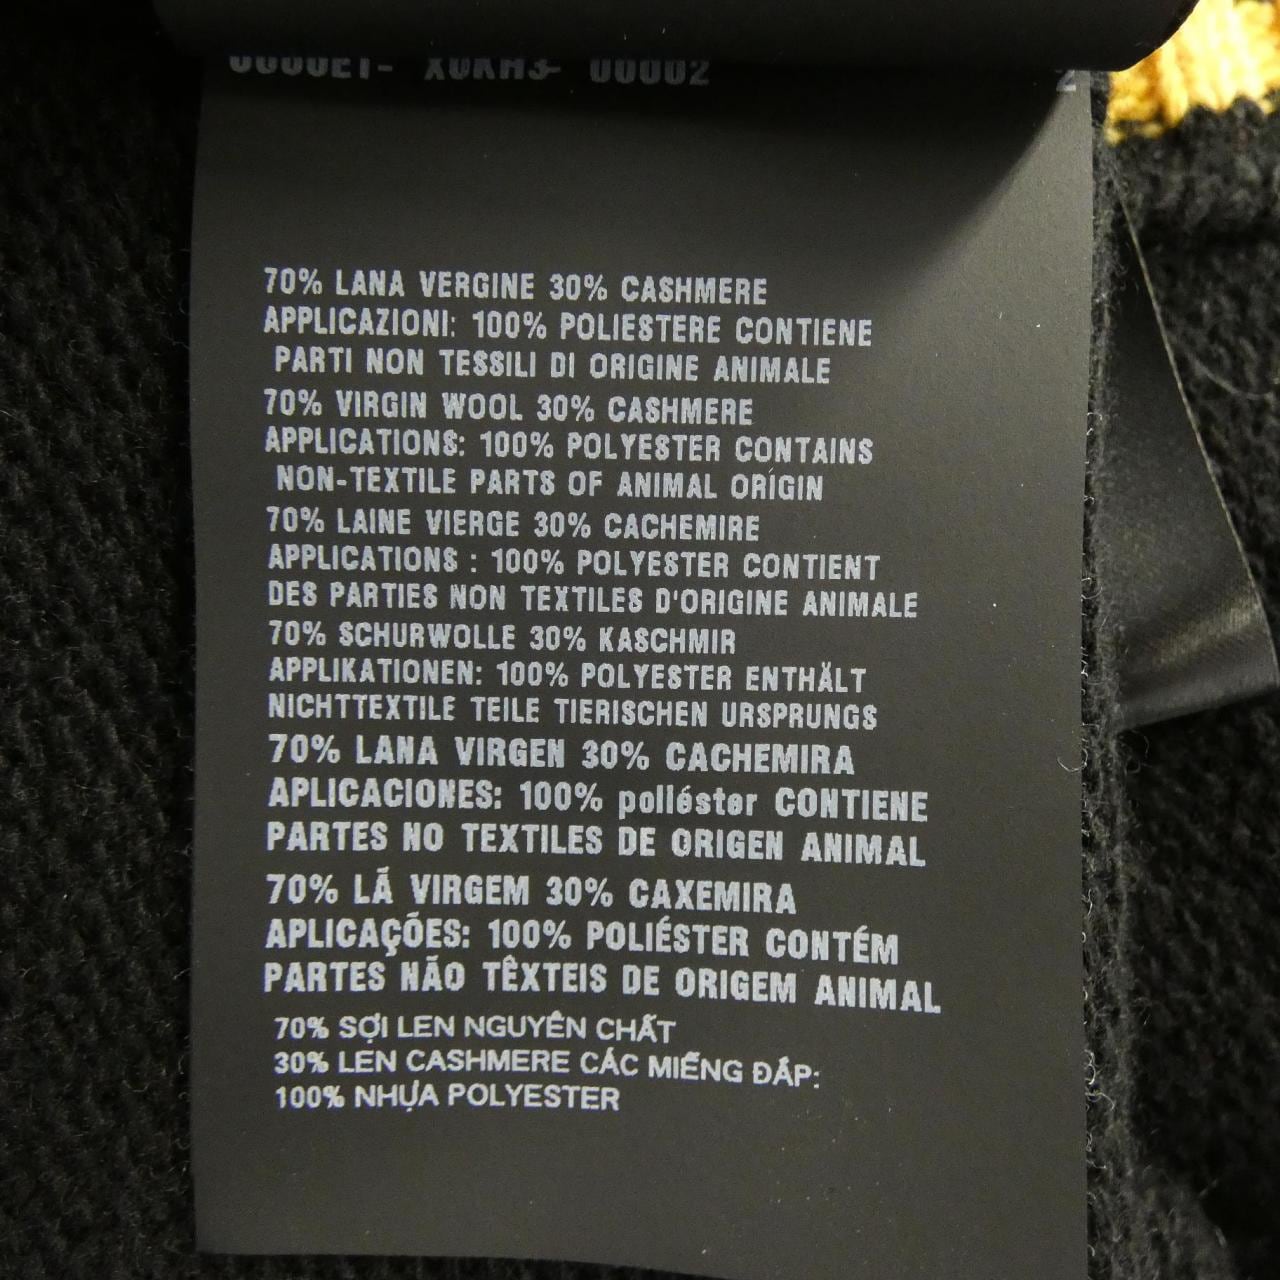 70% LANA VERGINE 30% CASHMERE
APPLICAZIONI: 100% POLIESTERE CONTIENE
PARTI NON TESSILI DI ORIGINE ANIMALE
70% VIRGIN WOOL 30% CASHMERE
APPLICATIONS: 100% POLYESTER CONTAINS
NON-TEXTILE PARTS OF ANIMAL ORIGIN
70% LAINE VIERGE 30% CACHEMIRE
APPLICATIONS : 100% POLYESTER CONTIENT
DES PARTIES NON TEXTILES D'ORIGINE ANIMALE
70% SCHURWOLLE 30% KASCHMIR
APPLIKATIONEN: 100% POLYESTER ENTHÄLT
NICHTTEXTILE TEILE TIERISCHEN URSPRUNGS
70% LANA VIRGEN 30% CACHEMIRA
APLICACIONES: 100% poliéster CONTIENE
PARTES NO TEXTILES DE ORIGEN ANIMAL
70% LÃ VIRGEM 30% CAXEMIRA
APLICAÇÕES: 100% POLIÉSTER CONTÉM
PARTES NÃO TÊXTEIS DE ORIGEM ANIMAL
70% SỢI LEN NGUYÊN CHẤT
30% LEN CASHMERE CÁC MIẾNG ĐẮP:
100% NHỰA POLYESTER